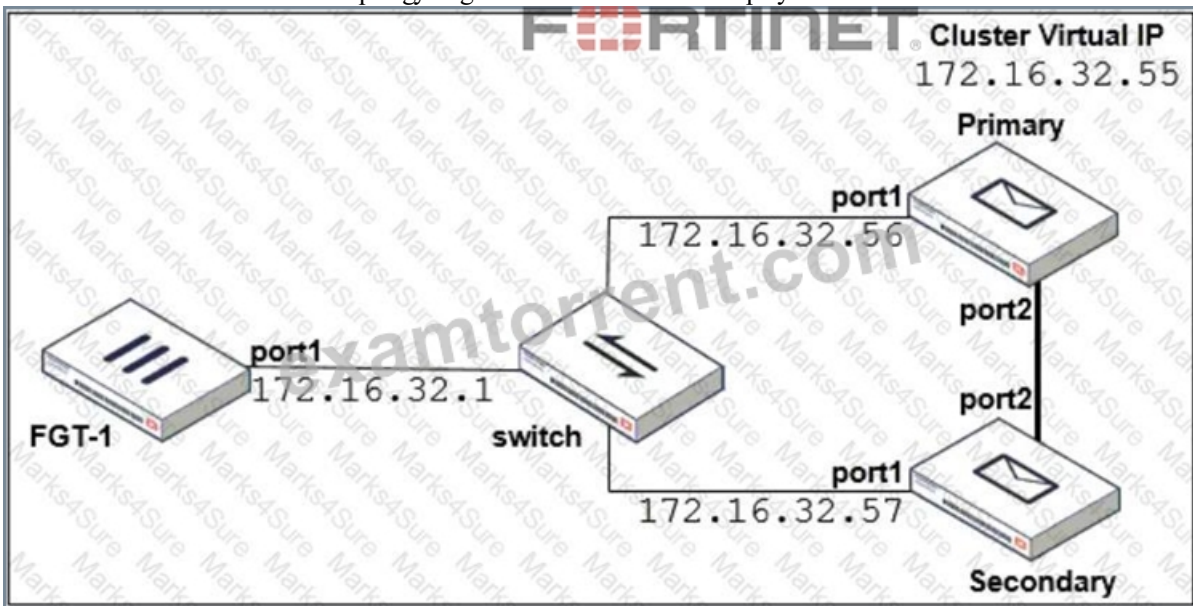 FORTINET
Cluster Virtual IP
172.16.32.55
Primary
port1
172.16.32.56
port2
port1
172.16.32.1
FGT-1
switch
port2
port1
172.16.32.57
Secondary
examtorrent.com
Marks4Sure